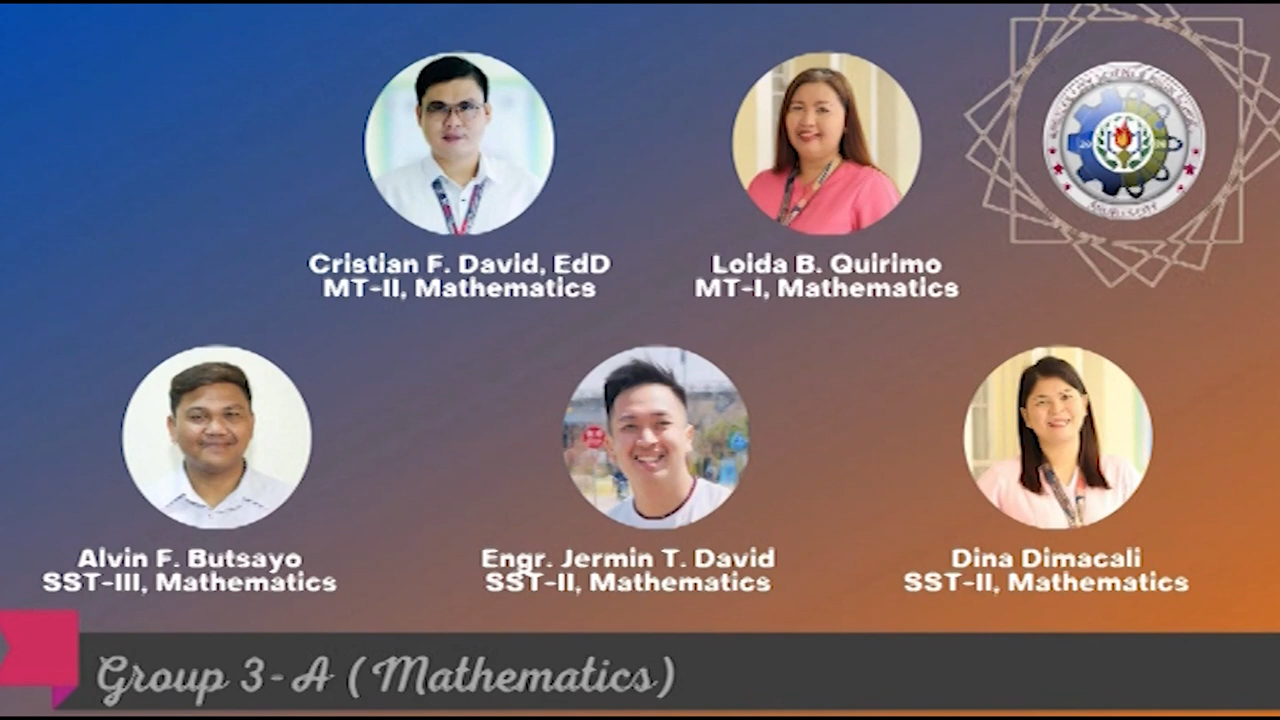 Cristian F. David, EdD
MT-II, Mathematics
Loida B. Quirimo
MT-I, Mathematics
Alvin F. Butsayo
SST-III, Mathematics
Engr. Jermin T. David
SST-II, Mathematics
Dina Dimacali
SST-II, Mathematics
Group 3-A (Mathematics)